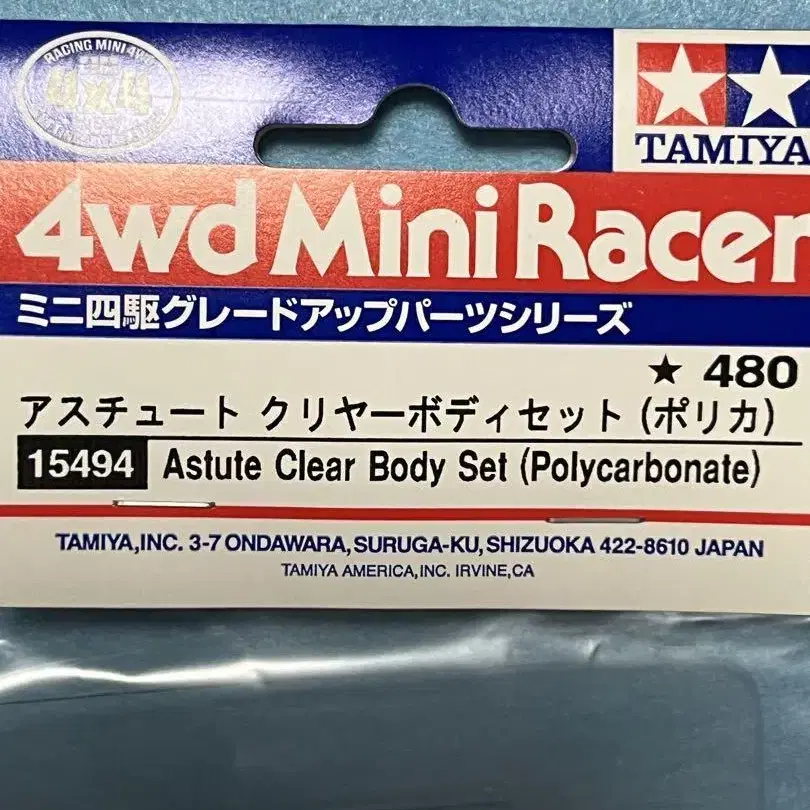 RACING MINI 4WD
4x4
TAMIYA
4wd Mini Racer
ミニ四駆グレードアップパーツシリーズ
★ 480
アスチュート クリヤーボディセット (ポリカ)
15494 Astute Clear Body Set (Polycarbonate)
TAMIYA,INC. 3-7 ONDAWARA, SURUGA-KU, SHIZUOKA 422-8610 JAPAN
TAMIYA AMERICA,INC. IRVINE,CA